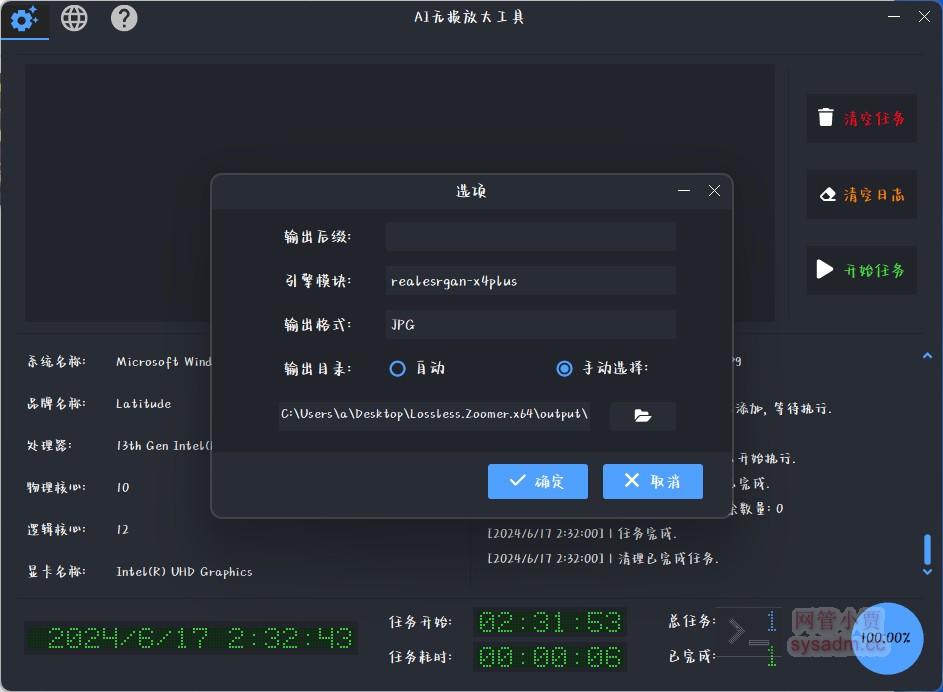 AI无损放大工具
清空任务
清空日志
开始任务
选项
输出后缀:
引擎模块: realesrgan-x4plus
输出格式: JPG
输出目录: 自动 手动选择:
C:\Users\a\Desktop\Lossless.Zoomer.x64\output\
确定 取消
系统名称: Microsoft Wind
品牌名称: Latitude
处理器: 13th Gen Intel(
物理核心: 10
逻辑核心: 12
显卡名称: Intel(R) UHD Graphics
添加, 等待执行.
开始执行.
已完成.
数量: 0
[2024/6/17 2:32:00] | 任务完成.
[2024/6/17 2:32:00] | 清理已完成任务.
2024/6/17 2:32:43
任务开始: 02:31:53
任务耗时: 00:00:06
总任务: 1
已完成: 1
100.00%
网管小贾
sysadm.cc